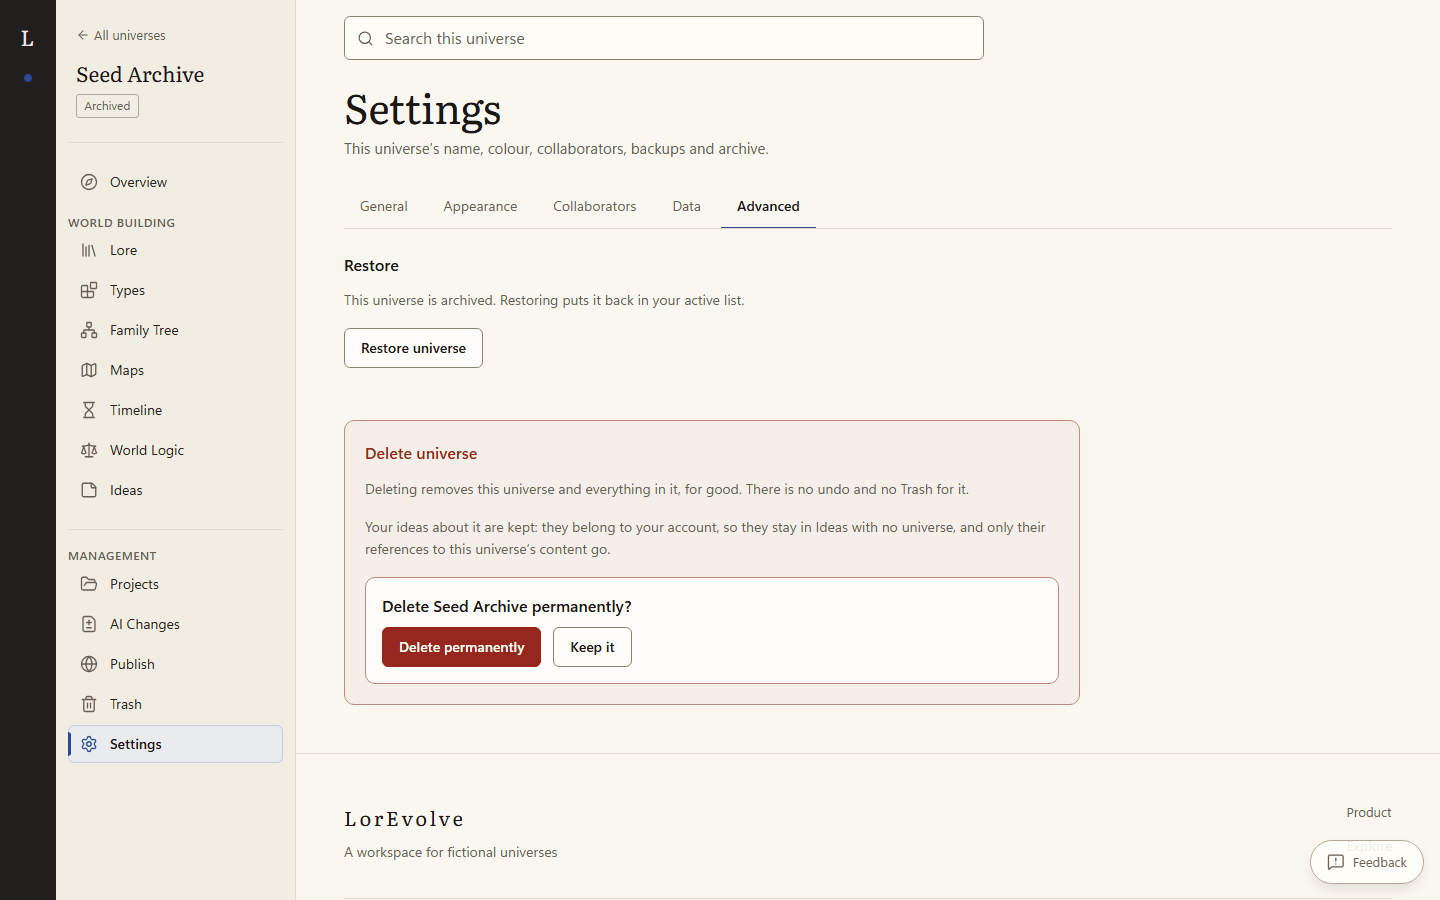 L
All universes
Seed Archive
Archived
Overview
WORLD BUILDING
Lore
Types
Family Tree
Maps
Timeline
World Logic
Ideas
MANAGEMENT
Projects
AI Changes
Publish
Trash
Settings
Search this universe
Settings
This universe's name, colour, collaborators, backups and archive.
General Appearance Collaborators Data Advanced
Restore
This universe is archived. Restoring puts it back in your active list.
Restore universe
Delete universe
Deleting removes this universe and everything in it, for good. There is no undo and no Trash for it.
Your ideas about it are kept: they belong to your account, so they stay in Ideas with no universe, and only their
references to this universe's content go.
Delete Seed Archive permanently?
Delete permanently Keep it
LorEvolve
A workspace for fictional universes
Product
Explore
Feedback